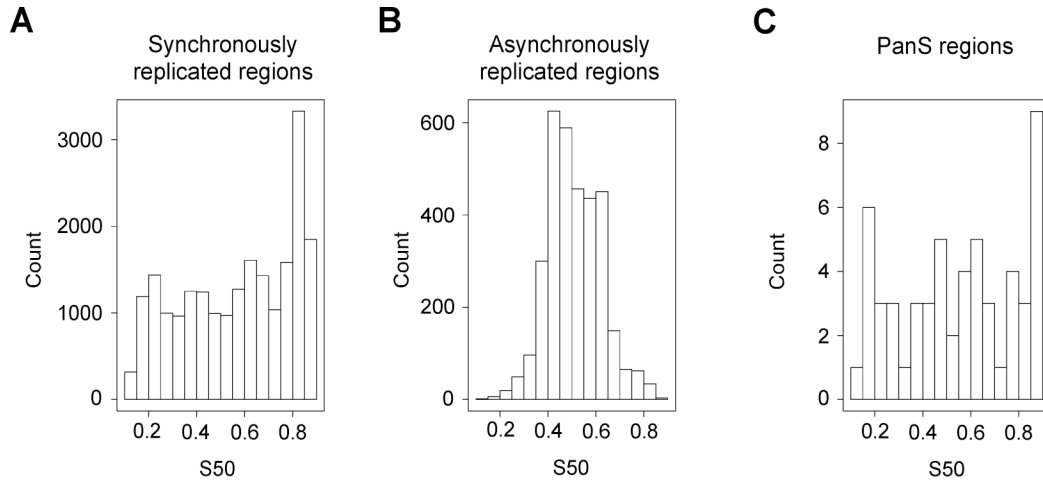 A
Synchronously
replicated regions
3000
2000
1000
0
Count
0.2 0.4 0.6 0.8
S50
B
Asynchronously
replicated regions
600
400
200
0
Count
0.2 0.4 0.6 0.8
S50
C
PanS regions
8
6
4
2
0
Count
0.2 0.4 0.6 0.8
S50